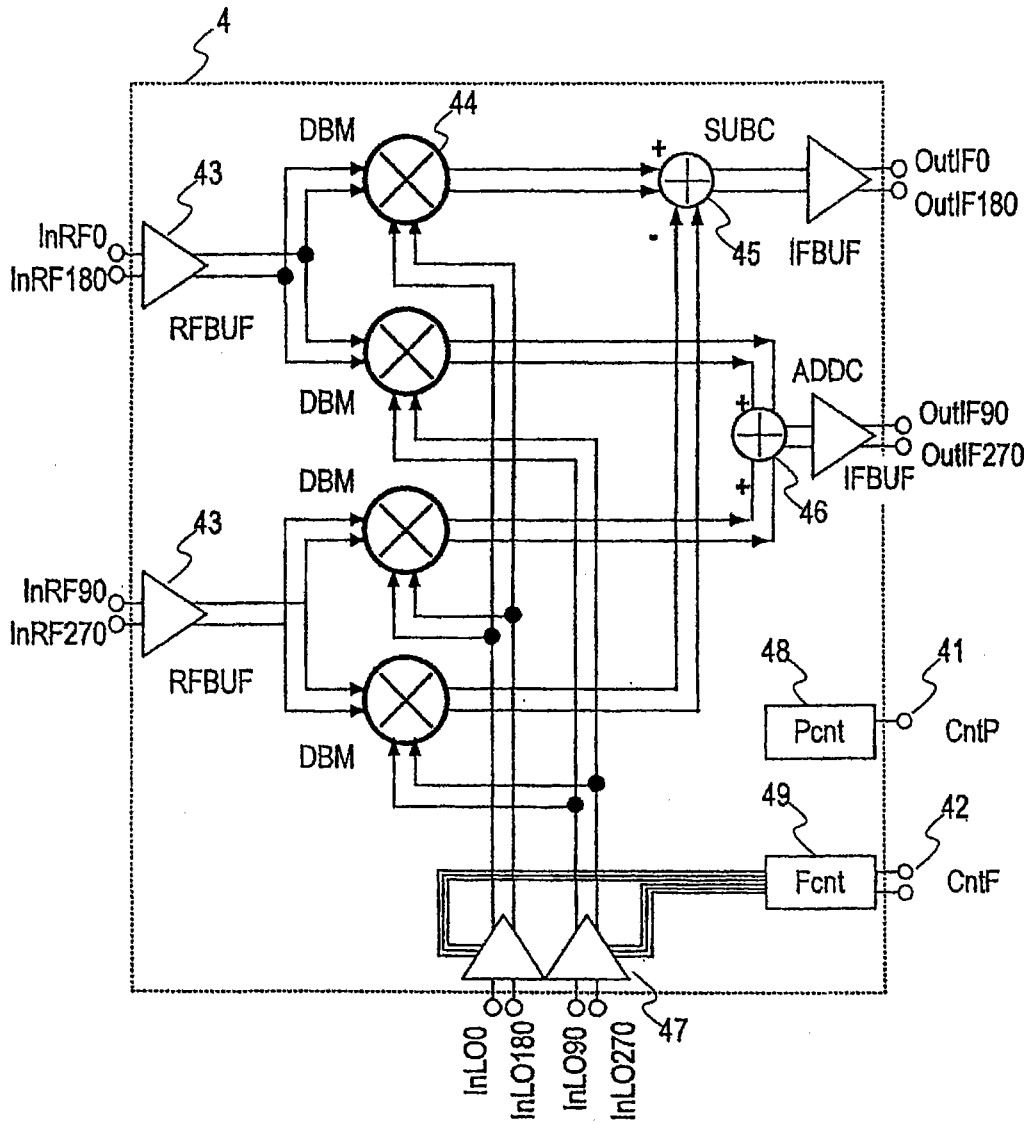 4
DBM
44
SUBC
OutIF0
OutIF180
43
+
InRF0
InRF180
-
45
IFBUF
RFBUF
ADDC
DBM
+
OutIF90
OutIF270
DBM
IFBUF
+
46
43
InRF90
InRF270
RFBUF
48
41
Pcnt
CntP
DBM
49
42
Fcnt
CntF
47
InLO0
InLO180
InLO90
InLO270